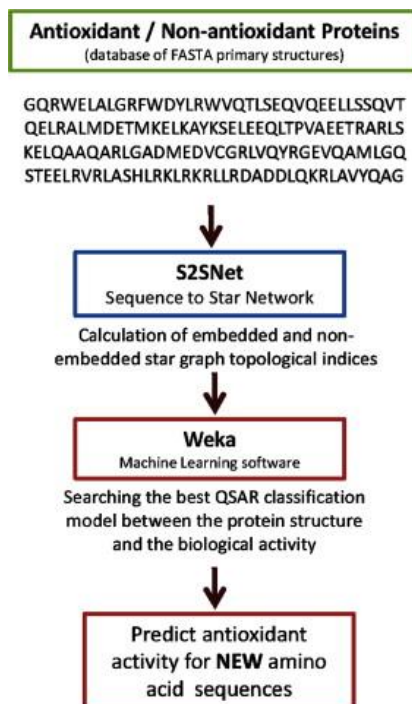 Antioxidant / Non-antioxidant Proteins
(database of FASTA primary structures)
GQRWELALGRFWDYLRWVQTLSEQVQEELLSSQVT
QELRALMDETMKELKAYKSELEEQLTPVAEETRARLS
KELQAAQARLGADMEDVCGRLVQYRGEVQAMLGQ
STEELRVRLASHLRKLRKRLLRDADDLQKRLAVYQAG
S2SNet
Sequence to Star Network
Calculation of embedded and non-
embedded star graph topological indices
Weka
Machine Learning software
Searching the best QSAR classification
model between the protein structure
and the biological activity
Predict antioxidant
activity for NEW amino
acid sequences